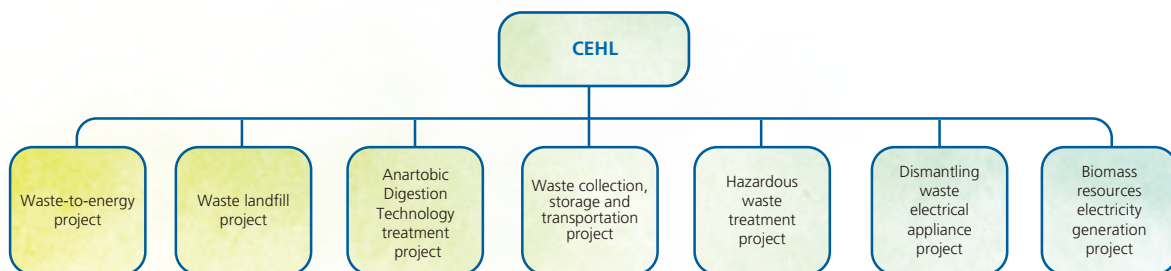 CEHL
Waste-to-energy
project
Waste landfill
project
Anartobic
Digestion
Technology
treatment
project
Waste collection,
storage and
transportation
project
Hazardous
waste
treatment
project
Dismantling
waste
electrical
appliance
project
Biomass
resources
electricity
generation
project